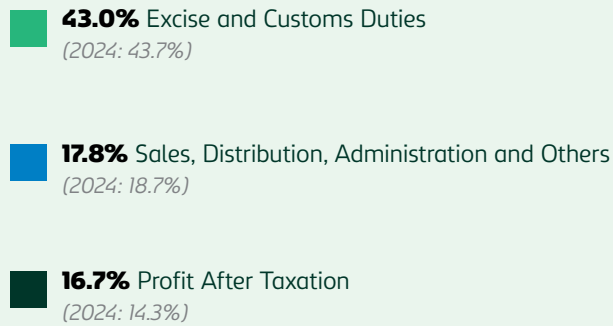 43.0% Excise and Customs Duties
(2024: 43.7%)
17.8% Sales, Distribution, Administration and Others
(2024: 18.7%)
16.7% Profit After Taxation
(2024: 14.3%)